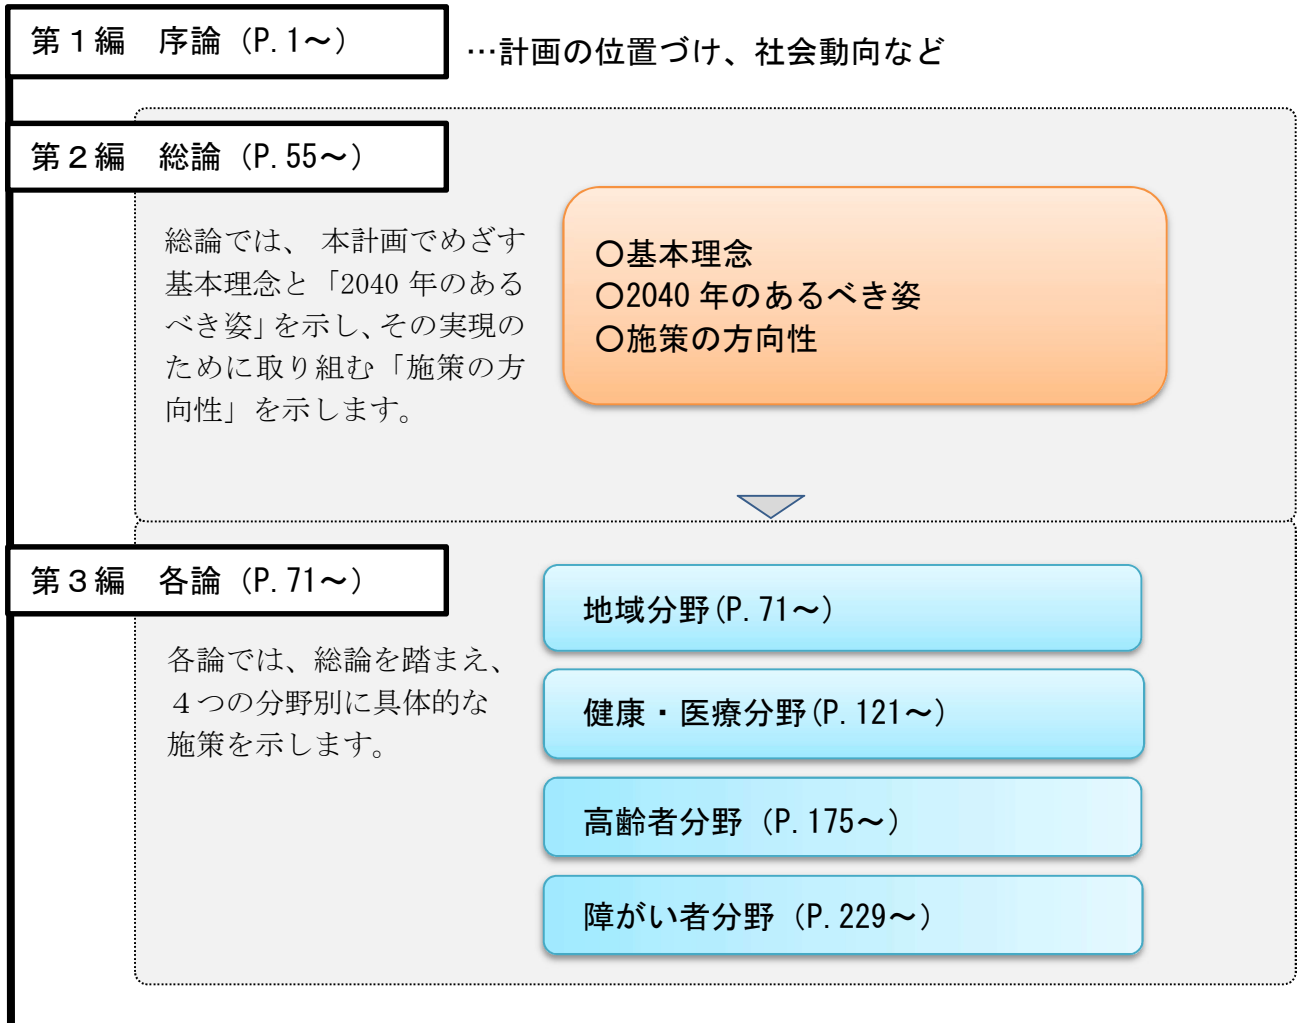 第１編　序論（P.1～）
…計画の位置づけ、社会動向など
第２編　総論（P.55～）
総論では、 本計画でめざす
基本理念と「2040 年のある
べき姿」を示し、その実現の
ために取り組む「施策の方
向性」を示します。
〇基本理念
〇2040 年のあるべき姿
〇施策の方向性
第３編　各論（P.71～）
各論では、総論を踏まえ、
４つの分野別に具体的な
施策を示します。
地域分野(P.71～)
健康・医療分野(P.121～)
高齢者分野（P.175～）
障がい者分野（P.229～）